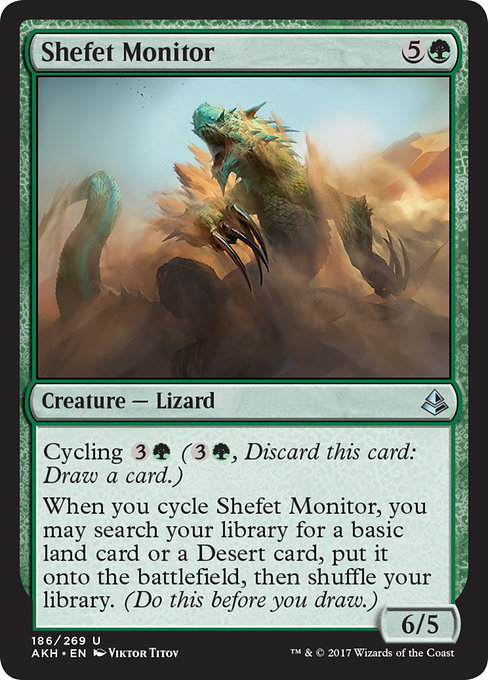 Shefet Monitor 5
Creature — Lizard
Cycling 3 (3, Discard this card:
Draw a card.)
When you cycle Shefet Monitor, you
may search your library for a basic
land card or a Desert card, put it
onto the battlefield, then shuffle your
library. (Do this before you draw.)
6/5
186/269 U
AKH • EN Viktor Titov
™ & © 2017 Wizards of the Coast